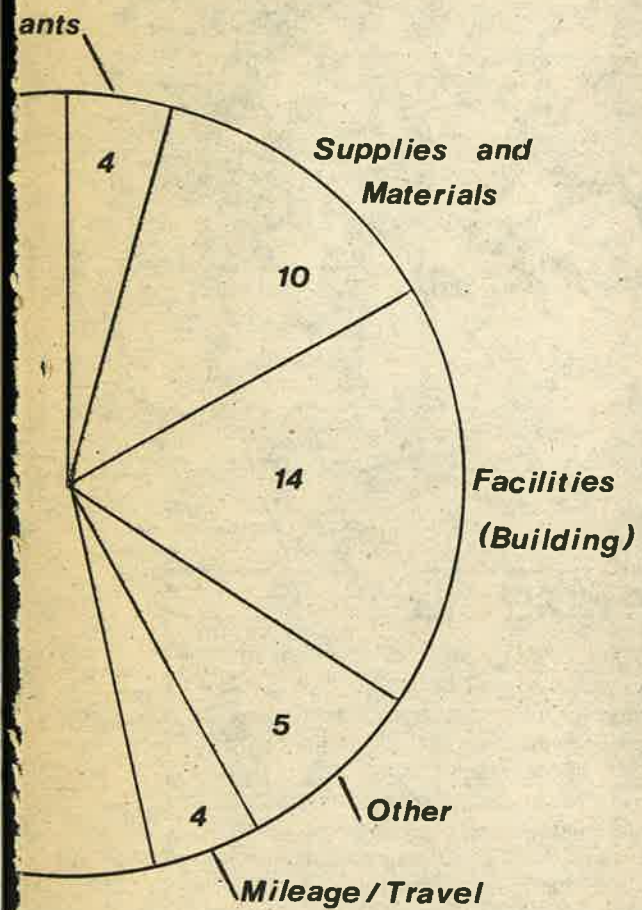 ants
4
Supplies and
Materials
10
14
Facilities
(Building)
5
Other
4
Mileage/Travel